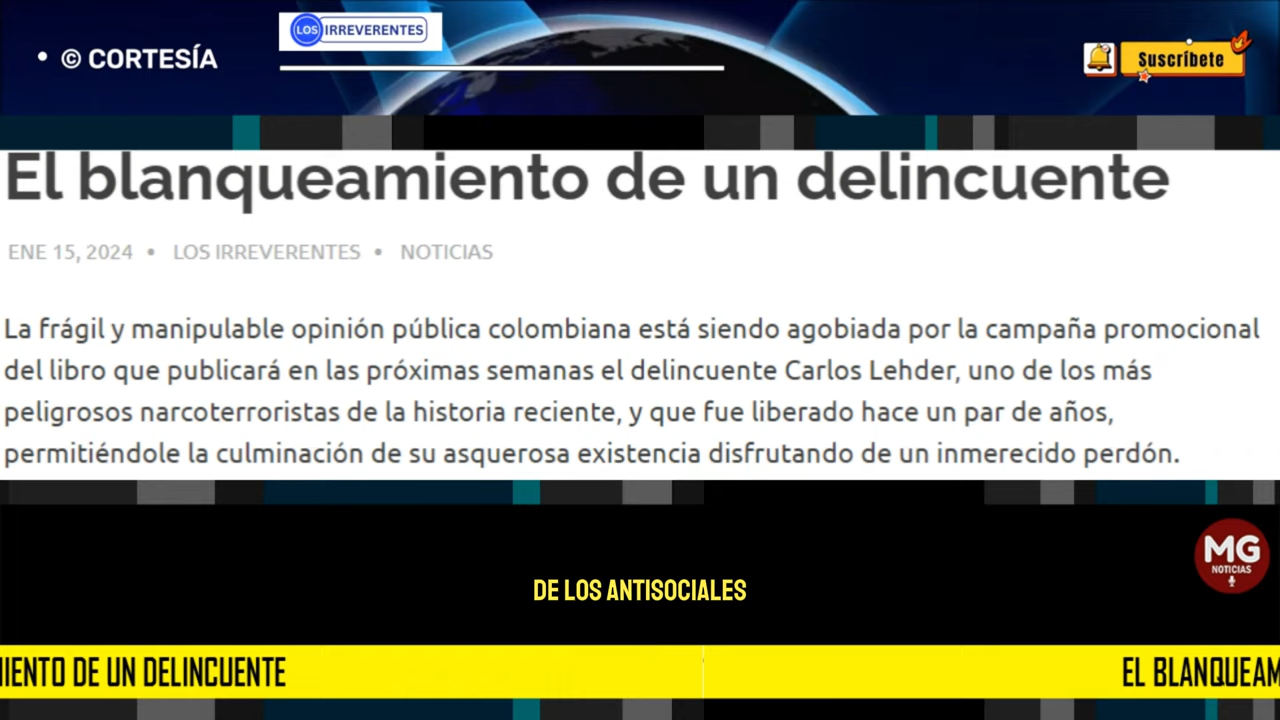 • © CORTESÍA
LOS IRREVERENTES
Suscríbete
El blanqueamiento de un delincuente
ENE 15, 2024 • LOS IRREVERENTES • NOTICIAS
La frágil y manipulable opinión pública colombiana está siendo agobiada por la campaña promocional
del libro que publicará en las próximas semanas el delincuente Carlos Lehder, uno de los más
peligrosos narcoterroristas de la historia reciente, y que fue liberado hace un par de años,
permitiéndole la culminación de su asquerosa existencia disfrutando de un inmerecido perdón.
MG
NOTICIAS
DE LOS ANTISOCIALES
IENTO DE UN DELINCUENTE EL BLANQUEAM